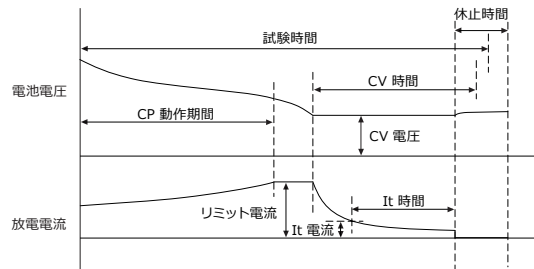 休止時間
試験時間
CV 時間
電池電圧
CP 動作期間
CV 電圧
It 時間
リミット電流
放電電流
It 電流